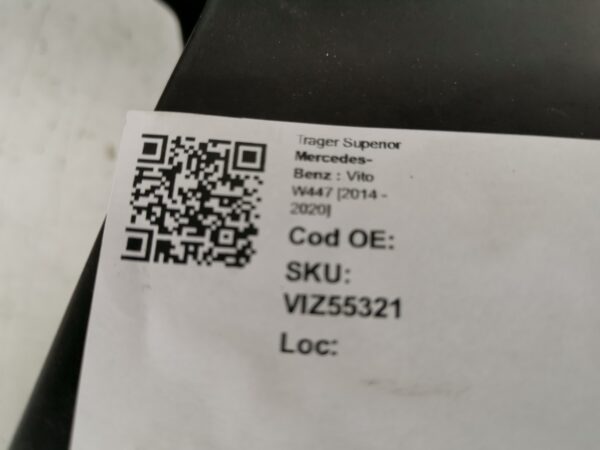 Trager Superior
Mercedes-
Benz : Vito
W447 [2014 -
2020]
Cod OE:
SKU:
VIZ55321
Loc: